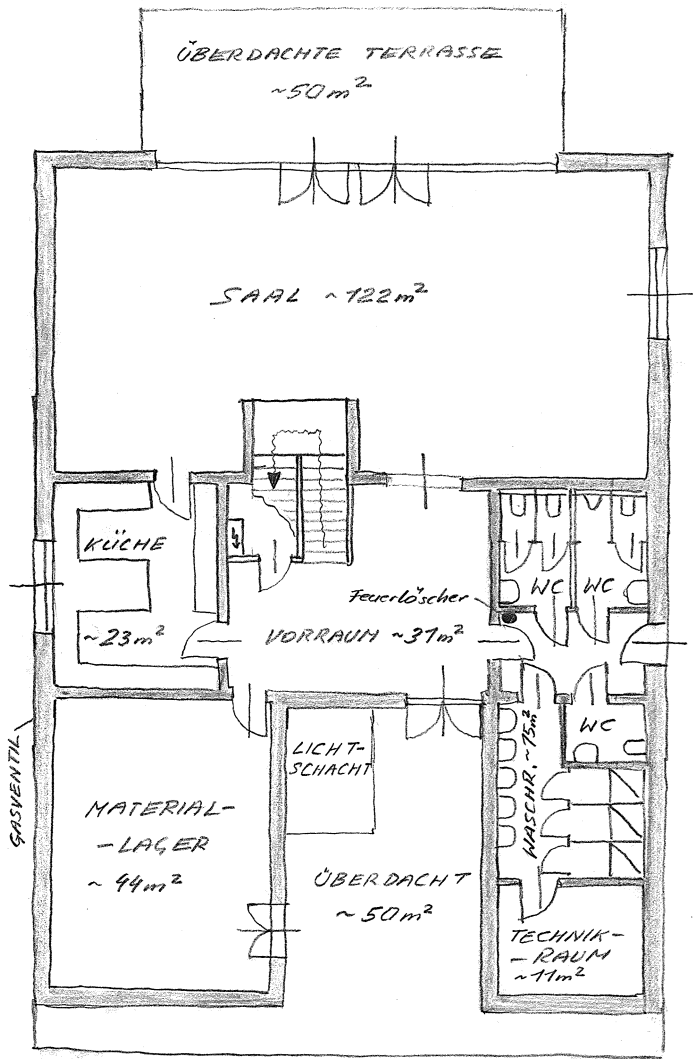 ÜBERDACHTE TERRASSE
~50m²
SAAL ~122m²
KÜCHE
~23m²
WC WC
Feuerlöscher
VORRAUM ~31m²
GASVENTIL
LICHT-
SCHACHT
WASCHR. ~15m²
WC
MATERIAL-
-LAGER
~44m²
ÜBERDACHT
~50m²
TECHNIK-
-RAUM
~11m²